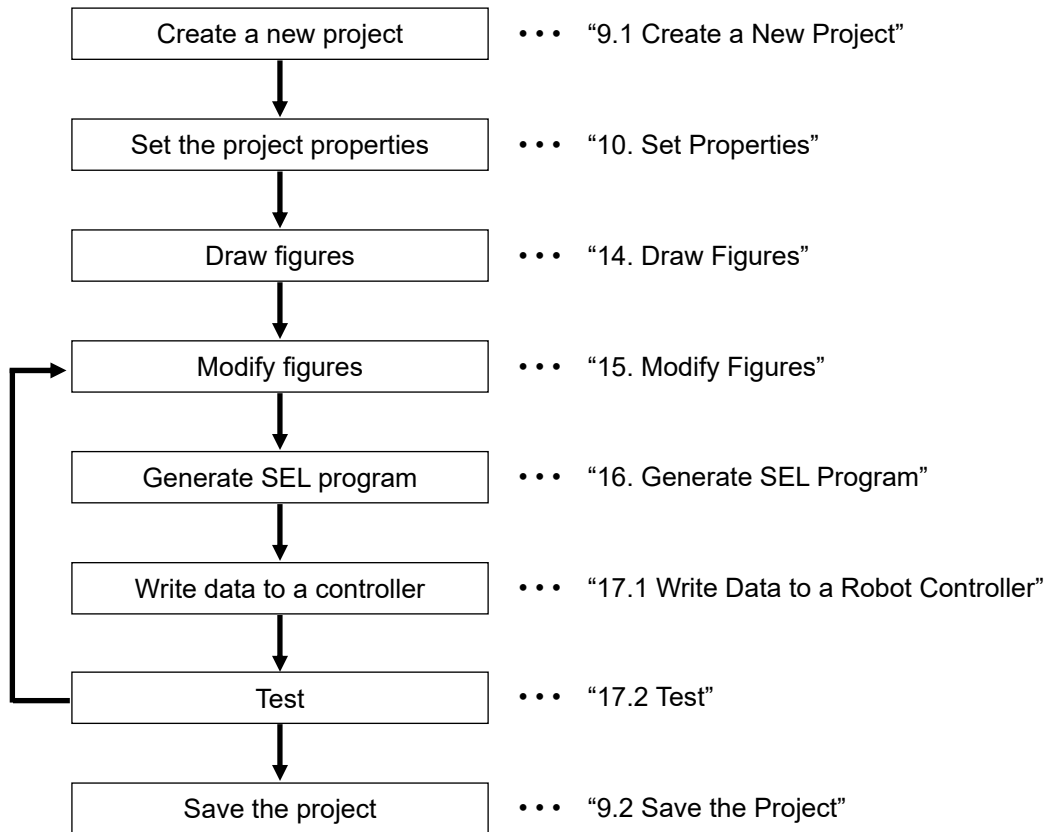 Create a new project ••• “9.1 Create a New Project”
Set the project properties ••• “10. Set Properties”
Draw figures ••• “14. Draw Figures”
Modify figures ••• “15. Modify Figures”
Generate SEL program ••• “16. Generate SEL Program”
Write data to a controller ••• “17.1 Write Data to a Robot Controller”
Test ••• “17.2 Test”
Save the project ••• “9.2 Save the Project”